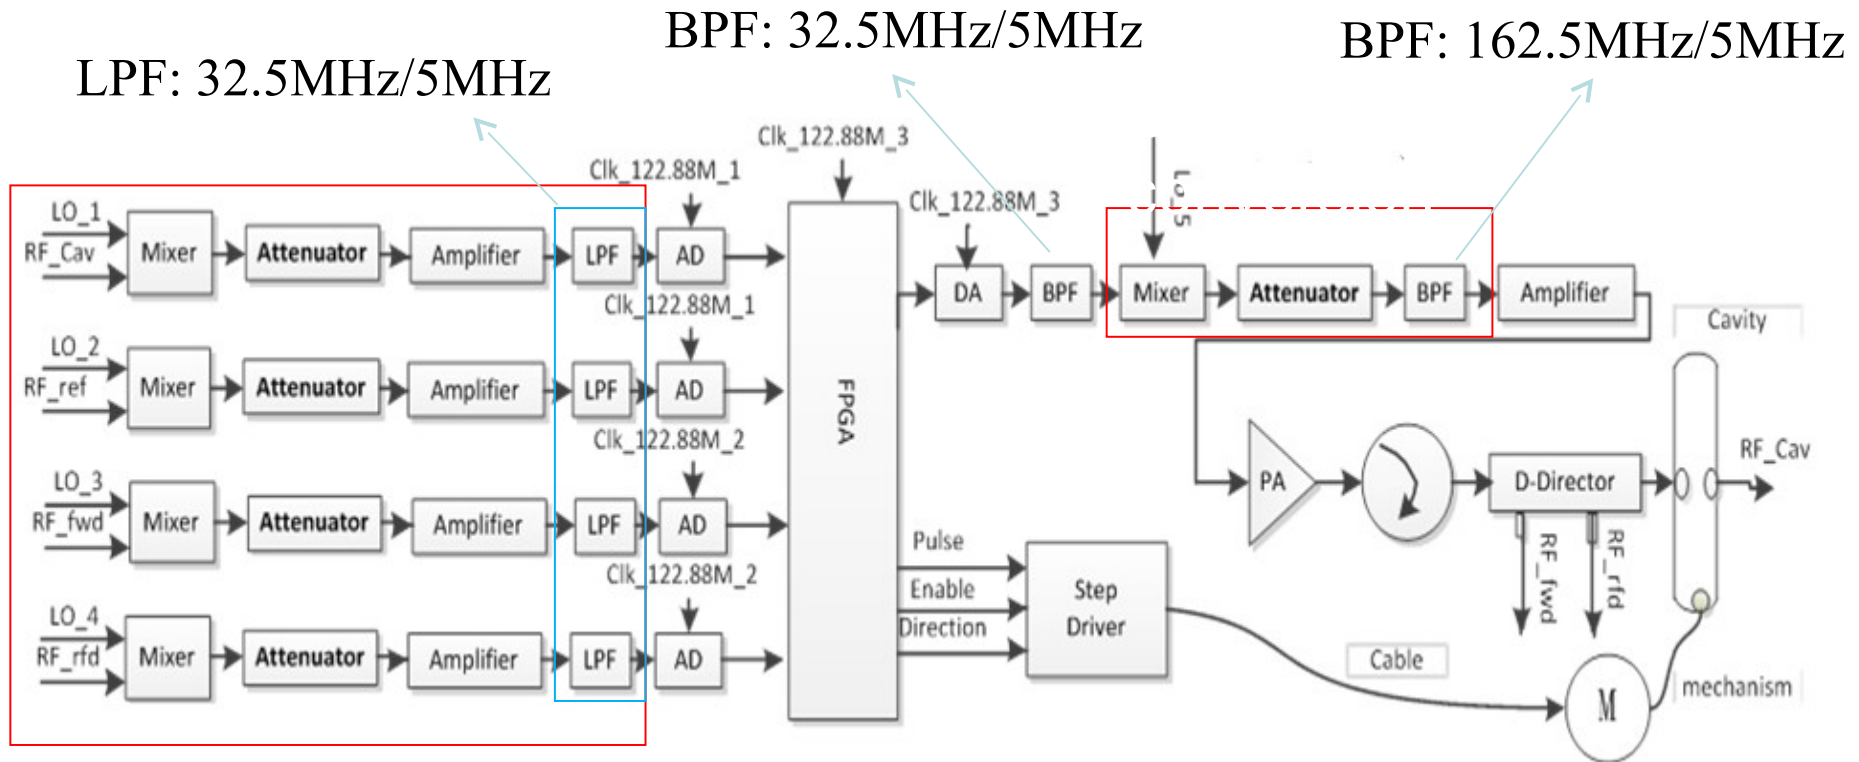 BPF: 32.5MHz/5MHz
BPF: 162.5MHz/5MHz
LPF: 32.5MHz/5MHz
Clk_122.88M_3
Clk_122.88M_1
LO_1
RF_Cav
Mixer
Attenuator
Amplifier
LPF
AD
Clk_122.88M_3
LO_5
DA
BPF
Mixer
Attenuator
BPF
Amplifier
Clk_122.88M_1
LO_2
RF_ref
Mixer
Attenuator
Amplifier
LPF
AD
FPGA
Cavity
Clk_122.88M_2
LO_3
RF_fwd
Mixer
Attenuator
Amplifier
LPF
AD
PA
D-Director
RF_Cav
RF_fwd
RF_rfd
Clk_122.88M_2
LO_4
RF_rfd
Mixer
Attenuator
Amplifier
LPF
AD
Pulse
Enable
Direction
Step
Driver
Cable
M
mechanism